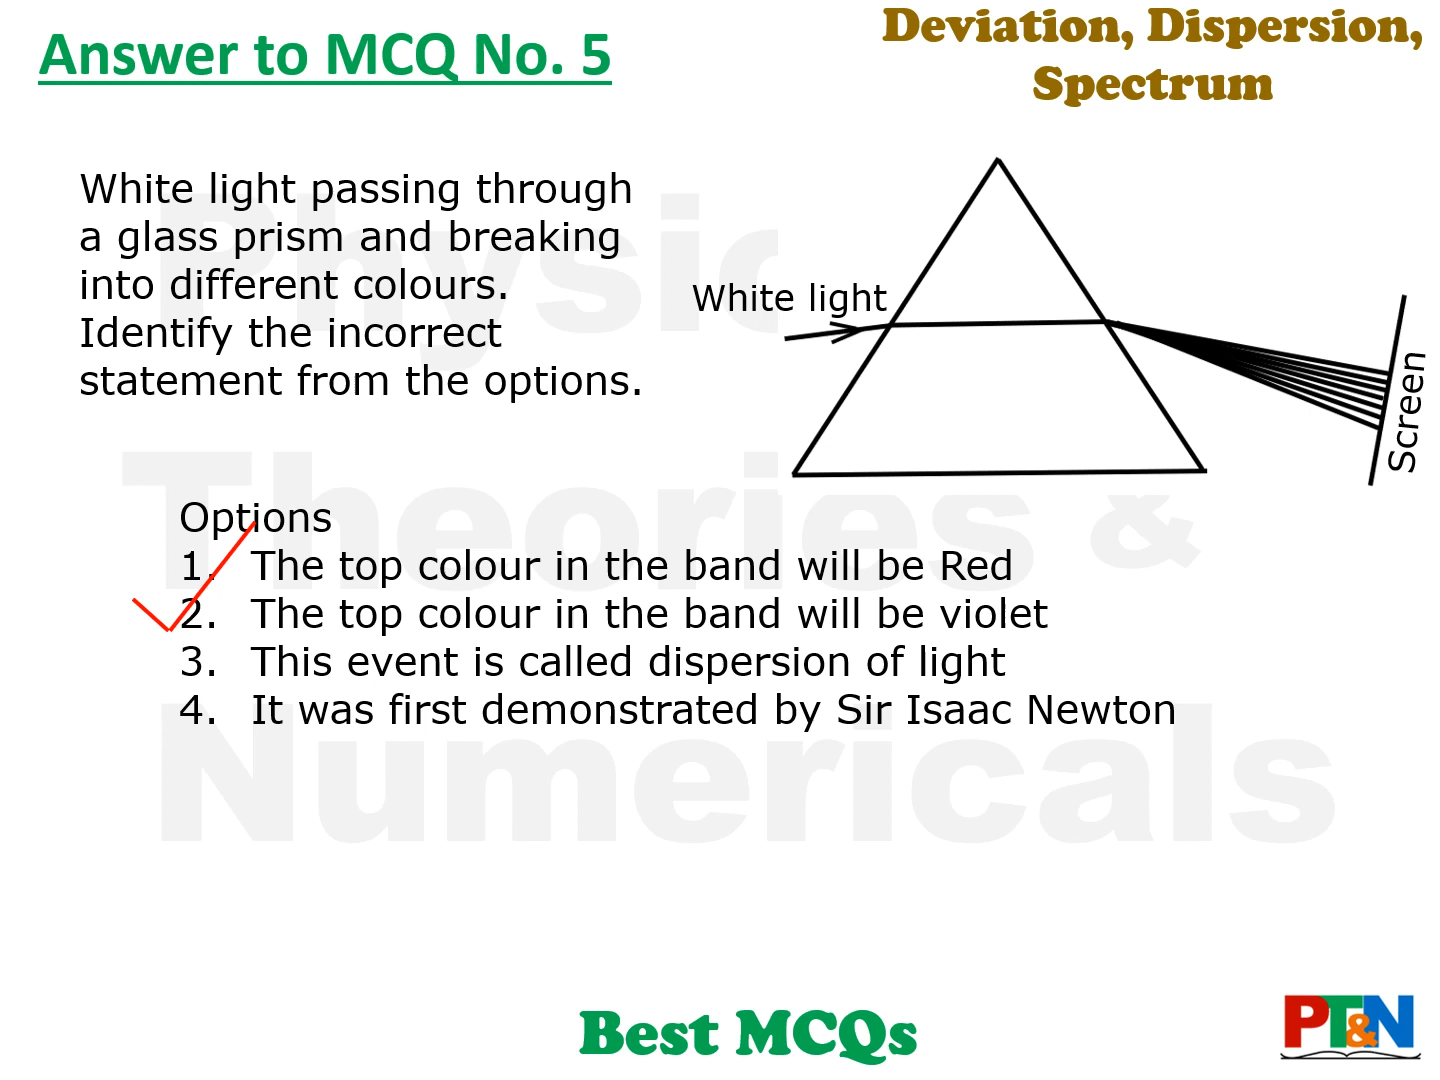 Answer to MCQ No. 5
Deviation, Dispersion,
Spectrum
White light passing through
a glass prism and breaking
into different colours.
Identify the incorrect
statement from the options.
White light
Screen
Options
1. The top colour in the band will be Red
2. The top colour in the band will be violet
3. This event is called dispersion of light
4. It was first demonstrated by Sir Isaac Newton
Physic
Theories &
Numericals
Best MCQs
PT&N